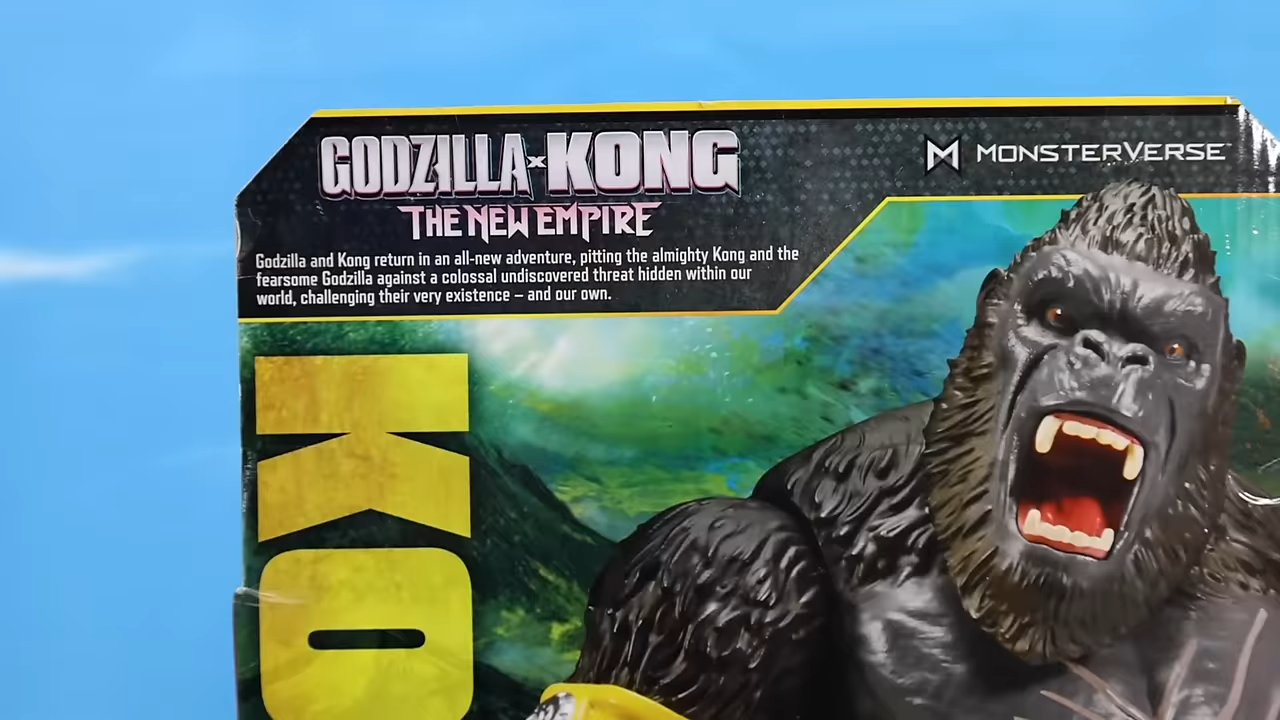 GODZILLA x KONG
THE NEW EMPIRE
MONSTERVERSE™
Godzilla and Kong return in an all-new adventure, pitting the almighty Kong and the
fearsome Godzilla against a colossal undiscovered threat hidden within our
world, challenging their very existence – and our own.
KO